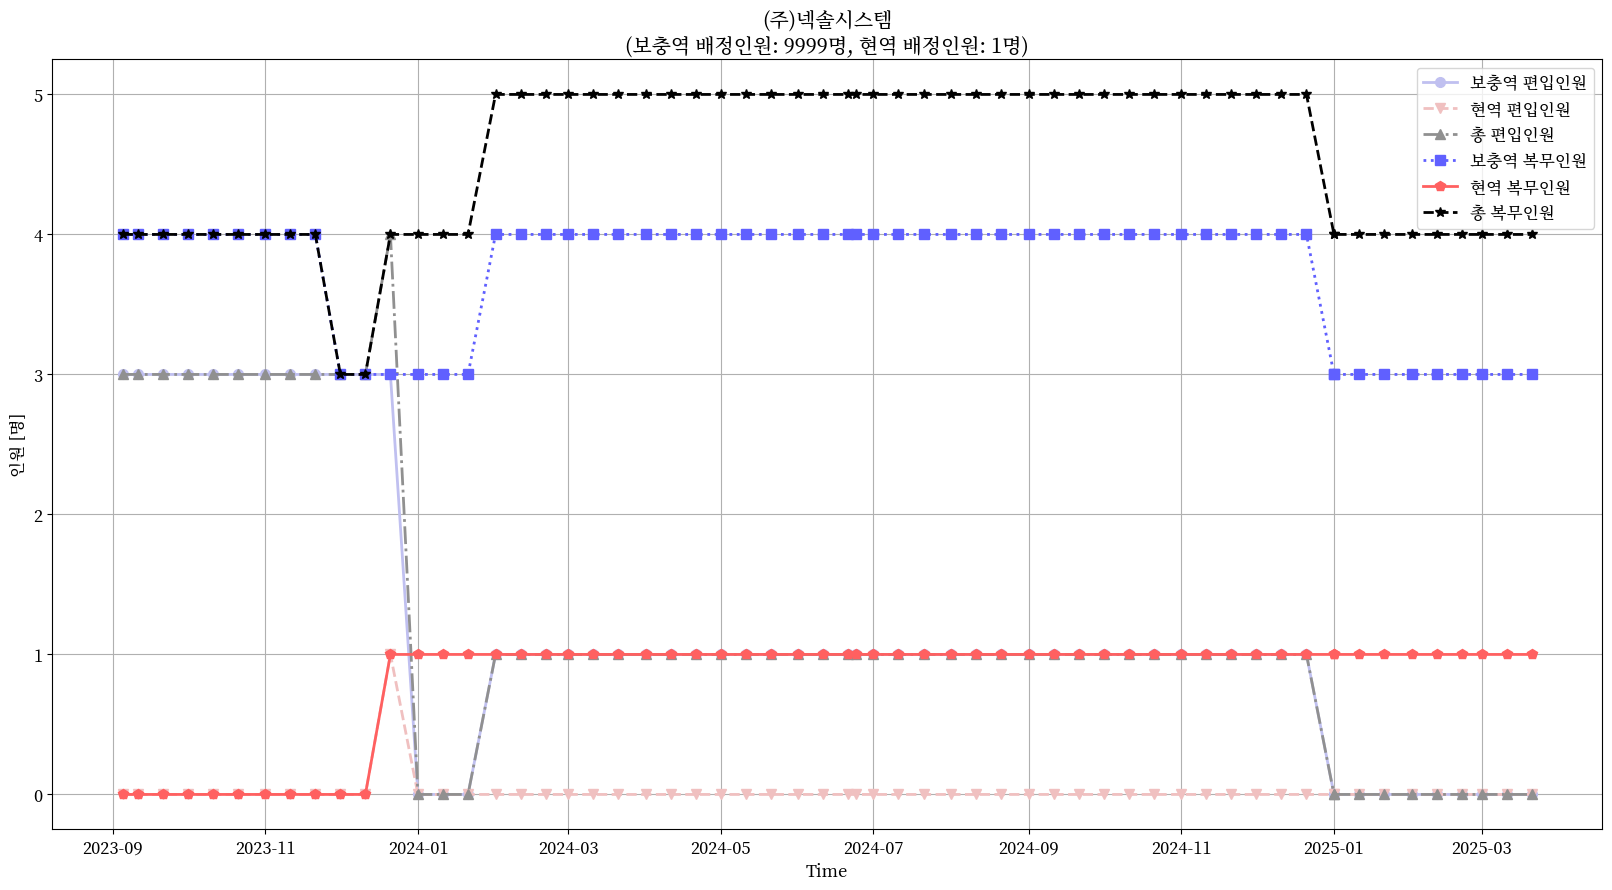 (주)넥솔시스템
(보충역 배정인원: 9999명, 현역 배정인원: 1명)
보충역 편입인원
현역 편입인원
총 편입인원
보충역 복무인원
현역 복무인원
총 복무인원
5
4
3
2
1
0
인원 [명]
2023-09 2023-11 2024-01 2024-03 2024-05 2024-07 2024-09 2024-11 2025-01 2025-03
Time